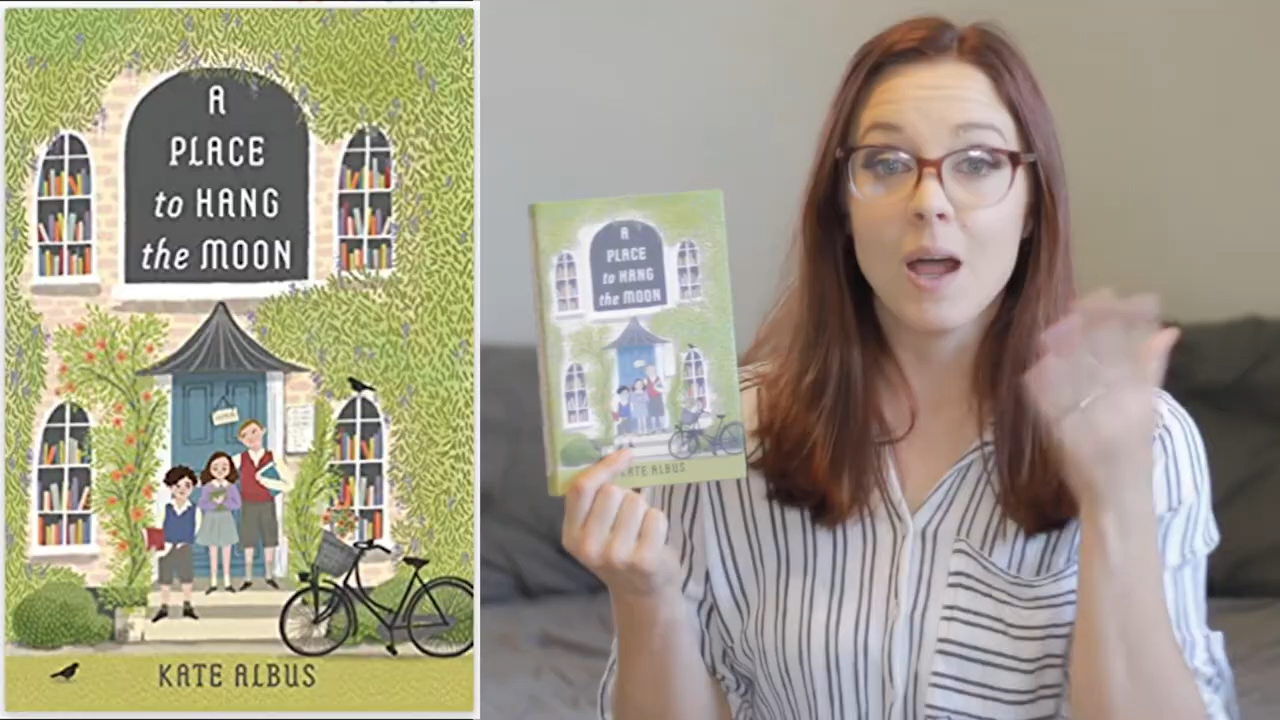 A
PLACE
to HANG
the MOON
KATE ALBUS
A
PLACE
to HANG
the MOON
KATE ALBUS